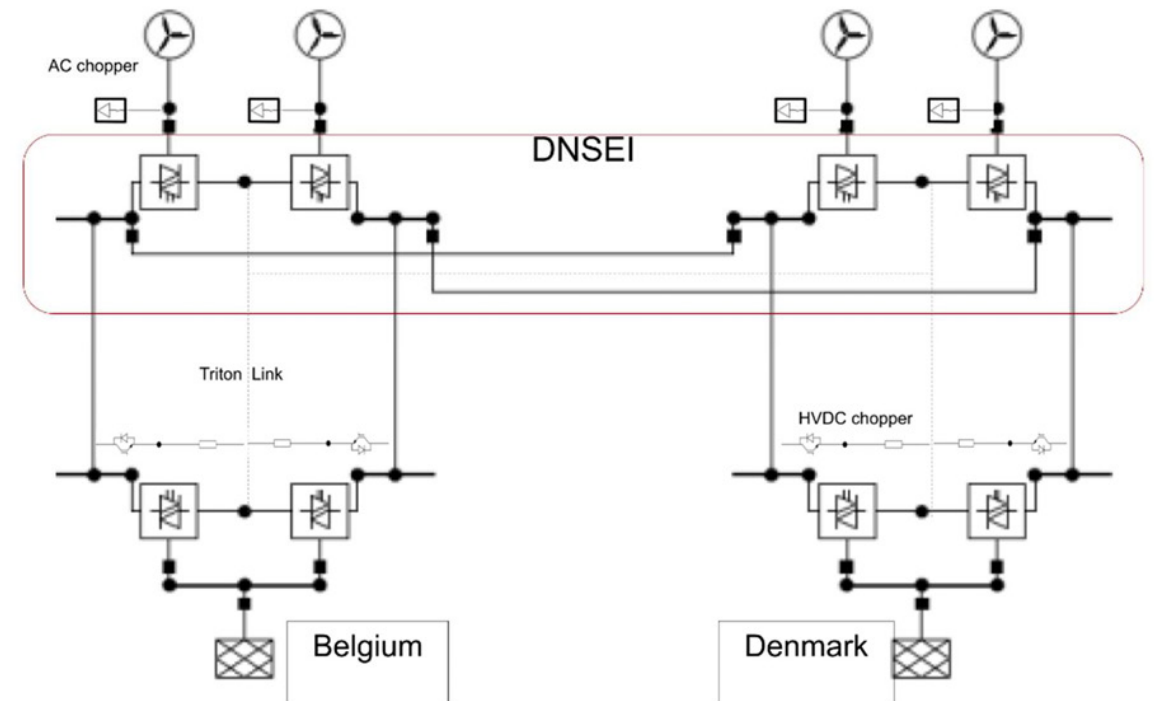 AC chopper
DNSEI
Triton Link
HVDC chopper
Belgium
Denmark